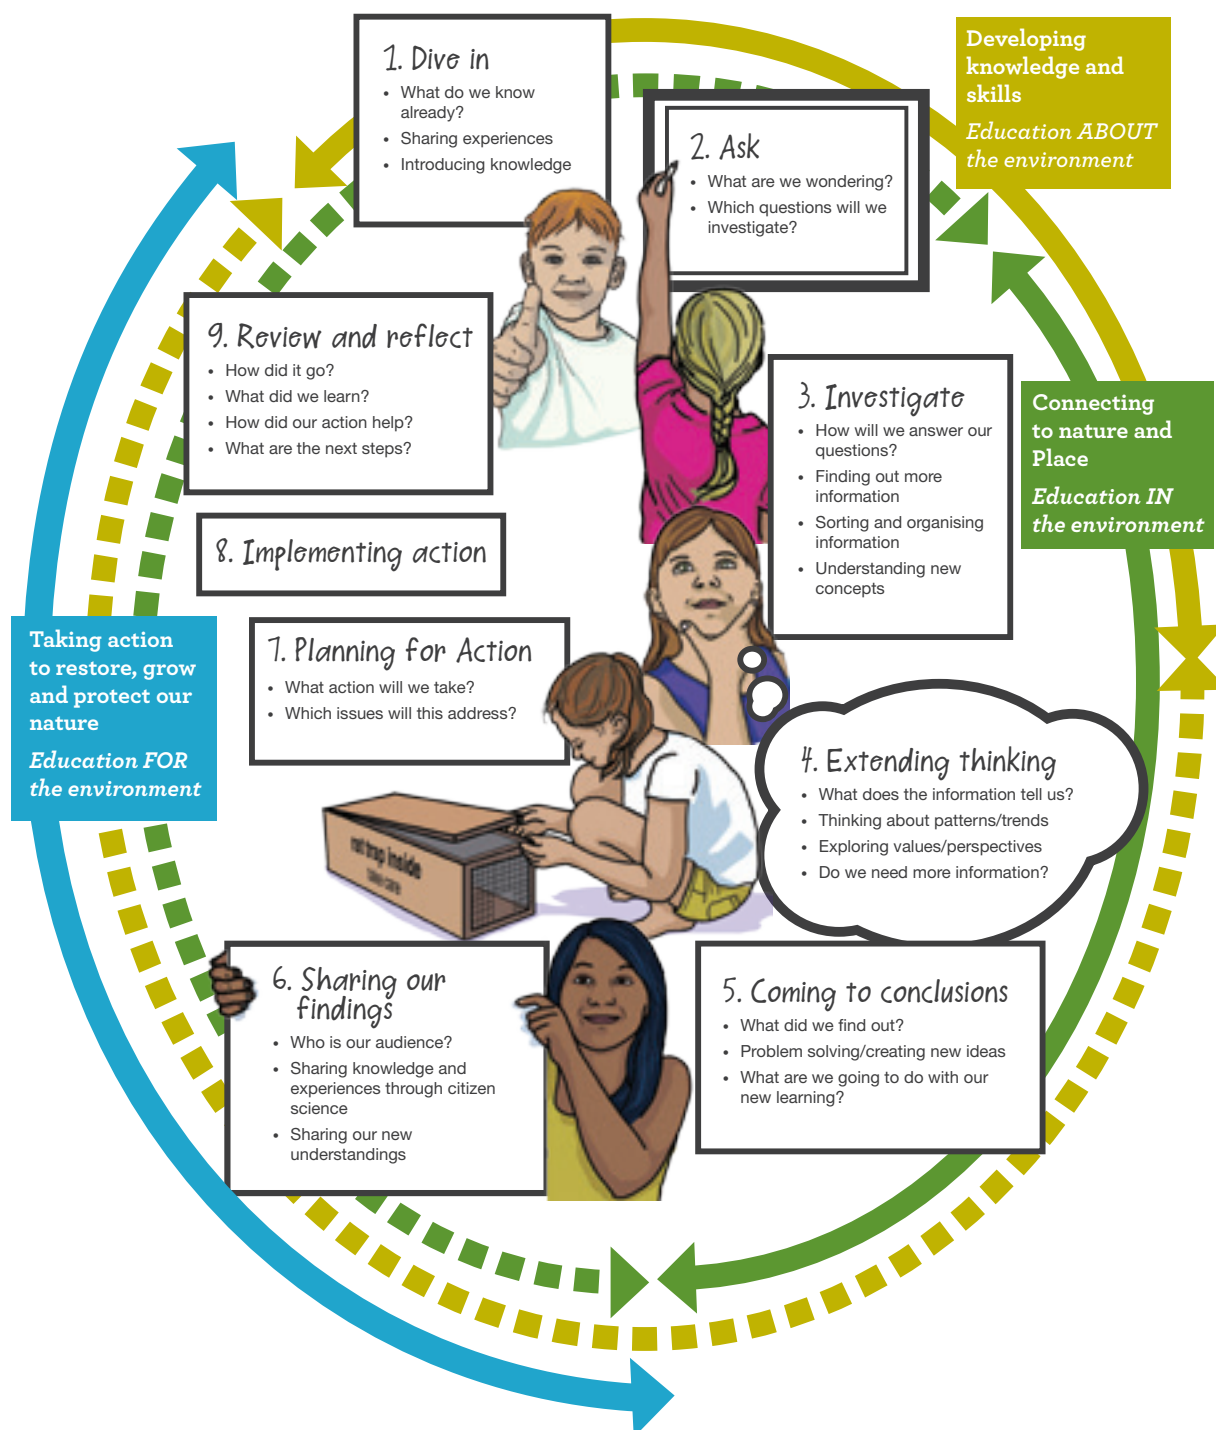 1. Dive in
• What do we know
already?
• Sharing experiences
• Introducing knowledge
Developing
knowledge and
skills
Education ABOUT
the environment
2. Ask
• What are we wondering?
• Which questions will we
investigate?
3. Investigate
• How will we answer our
questions?
• Finding out more
information
• Sorting and organising
information
• Understanding new
concepts
Connecting
to nature and
Place
Education IN
the environment
4. Extending thinking
• What does the information tell us?
• Thinking about patterns/trends
• Exploring values/perspectives
• Do we need more information?
5. Coming to conclusions
• What did we find out?
• Problem solving/creating new ideas
• What are we going to do with our
new learning?
6. Sharing our
findings
• Who is our audience?
• Sharing knowledge and
experiences through citizen
science
• Sharing our new
understandings
7. Planning for Action
• What action will we take?
• Which issues will this address?
rat trap inside
take care
8. Implementing action
9. Review and reflect
• How did it go?
• What did we learn?
• How did our action help?
• What are the next steps?
Taking action
to restore, grow
and protect our
nature
Education FOR
the environment